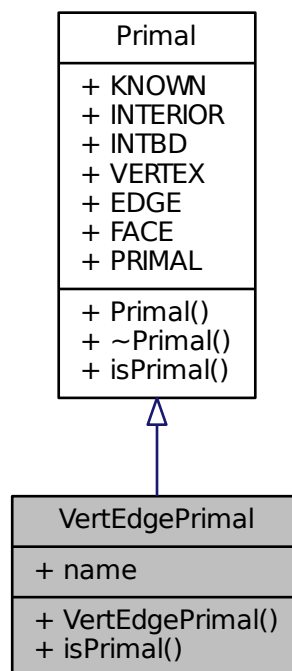 Primal
+ KNOWN
+ INTERIOR
+ INTBD
+ VERTEX
+ EDGE
+ FACE
+ PRIMAL
+ Primal()
+ ~Primal()
+ isPrimal()
VertEdgePrimal
+ name
+ VertEdgePrimal()
+ isPrimal()